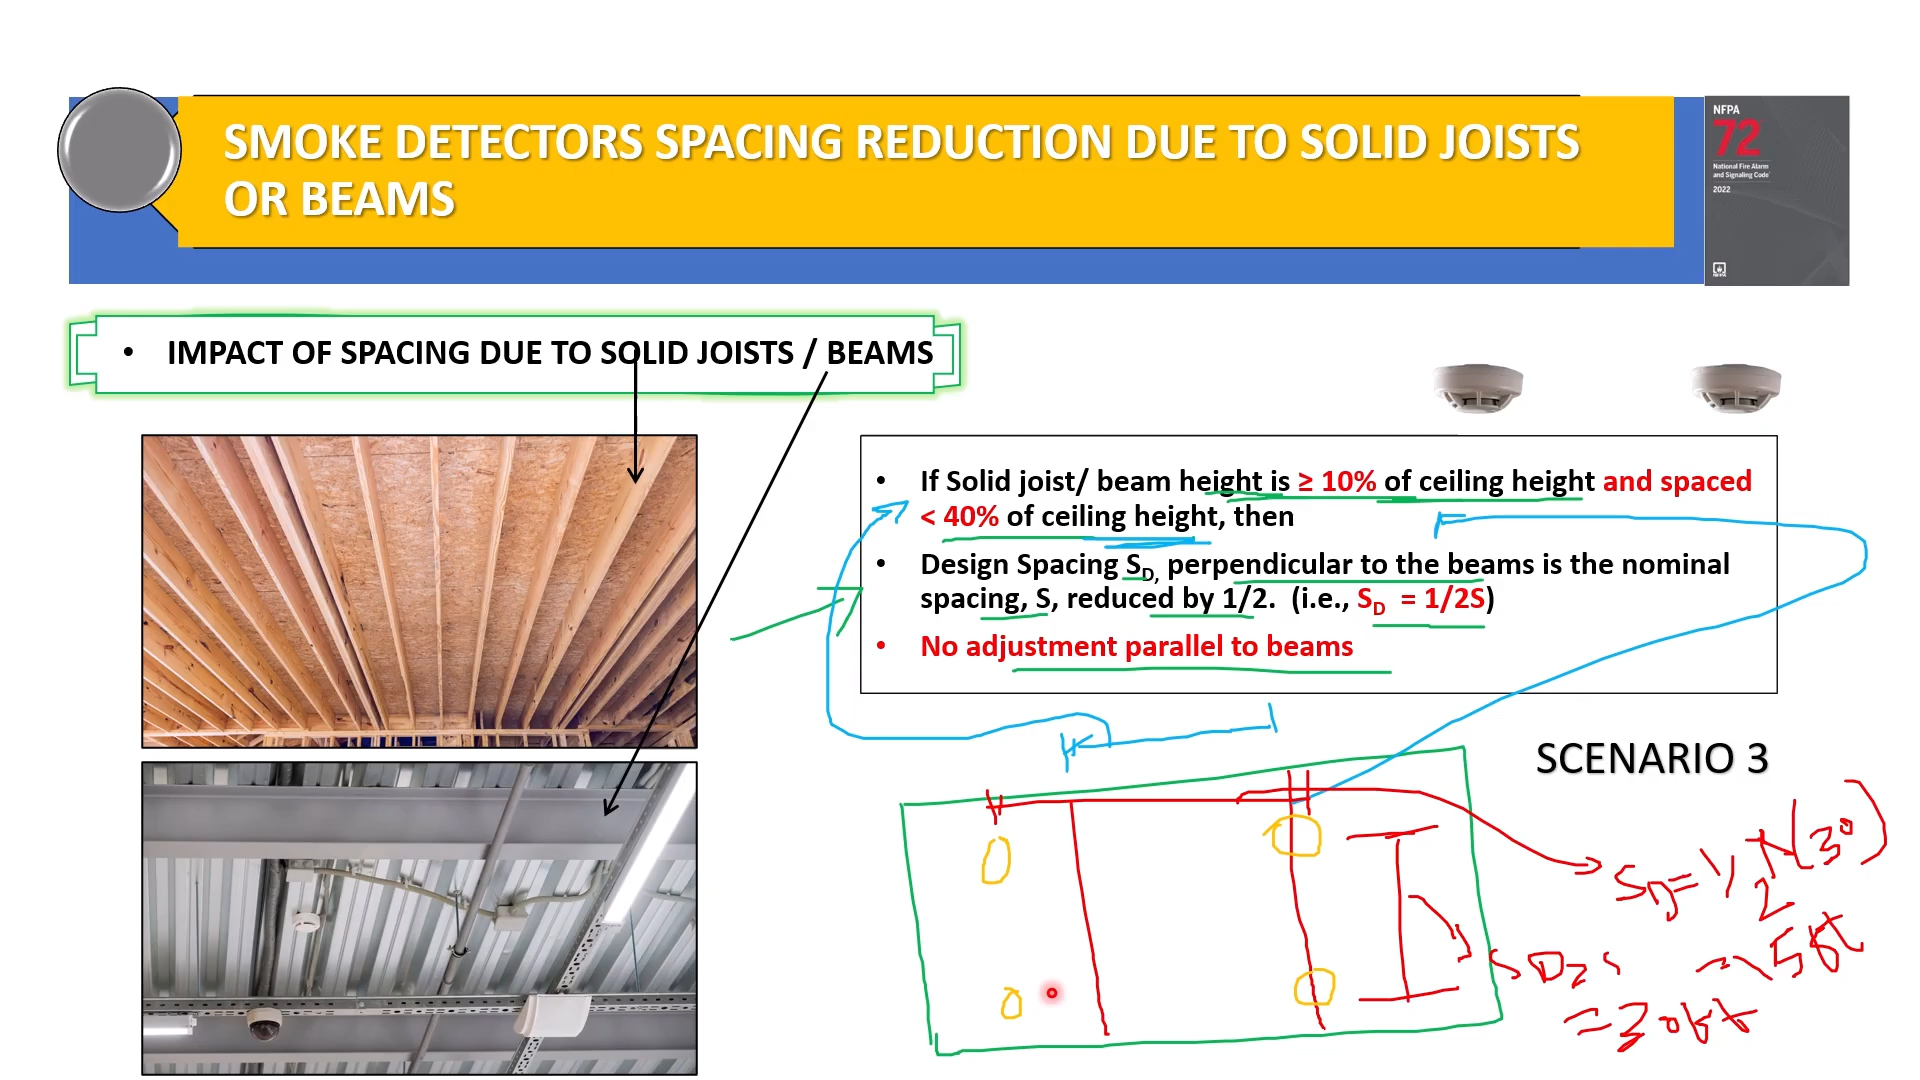 SMOKE DETECTORS SPACING REDUCTION DUE TO SOLID JOISTS
OR BEAMS
NFPA
72
National Fire Alarm
and Signaling Code
2022
• IMPACT OF SPACING DUE TO SOLID JOISTS / BEAMS
• If Solid joist/ beam height is ≥ 10% of ceiling height and spaced
< 40% of ceiling height, then
• Design Spacing SD, perpendicular to the beams is the nominal
spacing, S, reduced by 1/2. (i.e., SD = 1/2S)
• No adjustment parallel to beams
SCENARIO 3
SD = 1/2 (30)
= 15ft
SD = S
= 30ft